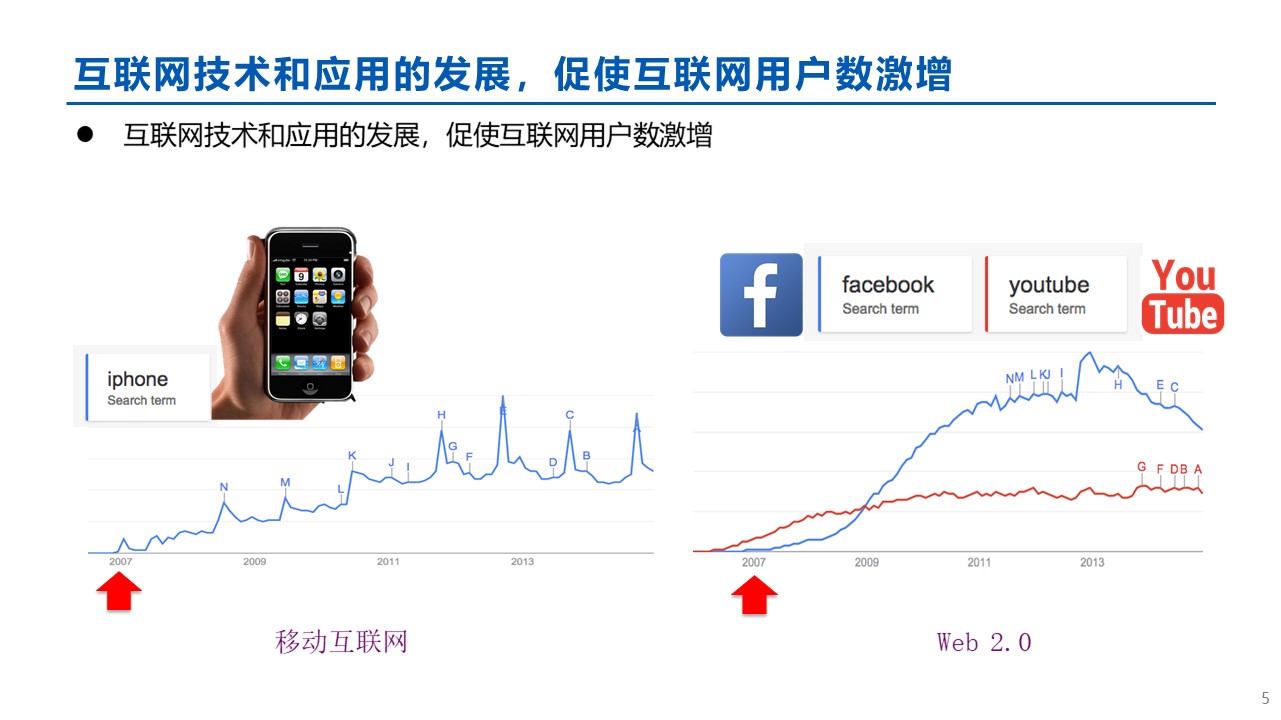 互联网技术和应用的发展，促使互联网用户数激增
● 互联网技术和应用的发展，促使互联网用户数激增
iphone
Search term
N
M
L
K
J
I
H
G
F
E
D
C
B
A
2007
2009
2011
2013
移动互联网
facebook
Search term
youtube
Search term
You
Tube
N M L K J I
H
E C
G F D B A
2007
2009
2011
2013
Web 2.0
5